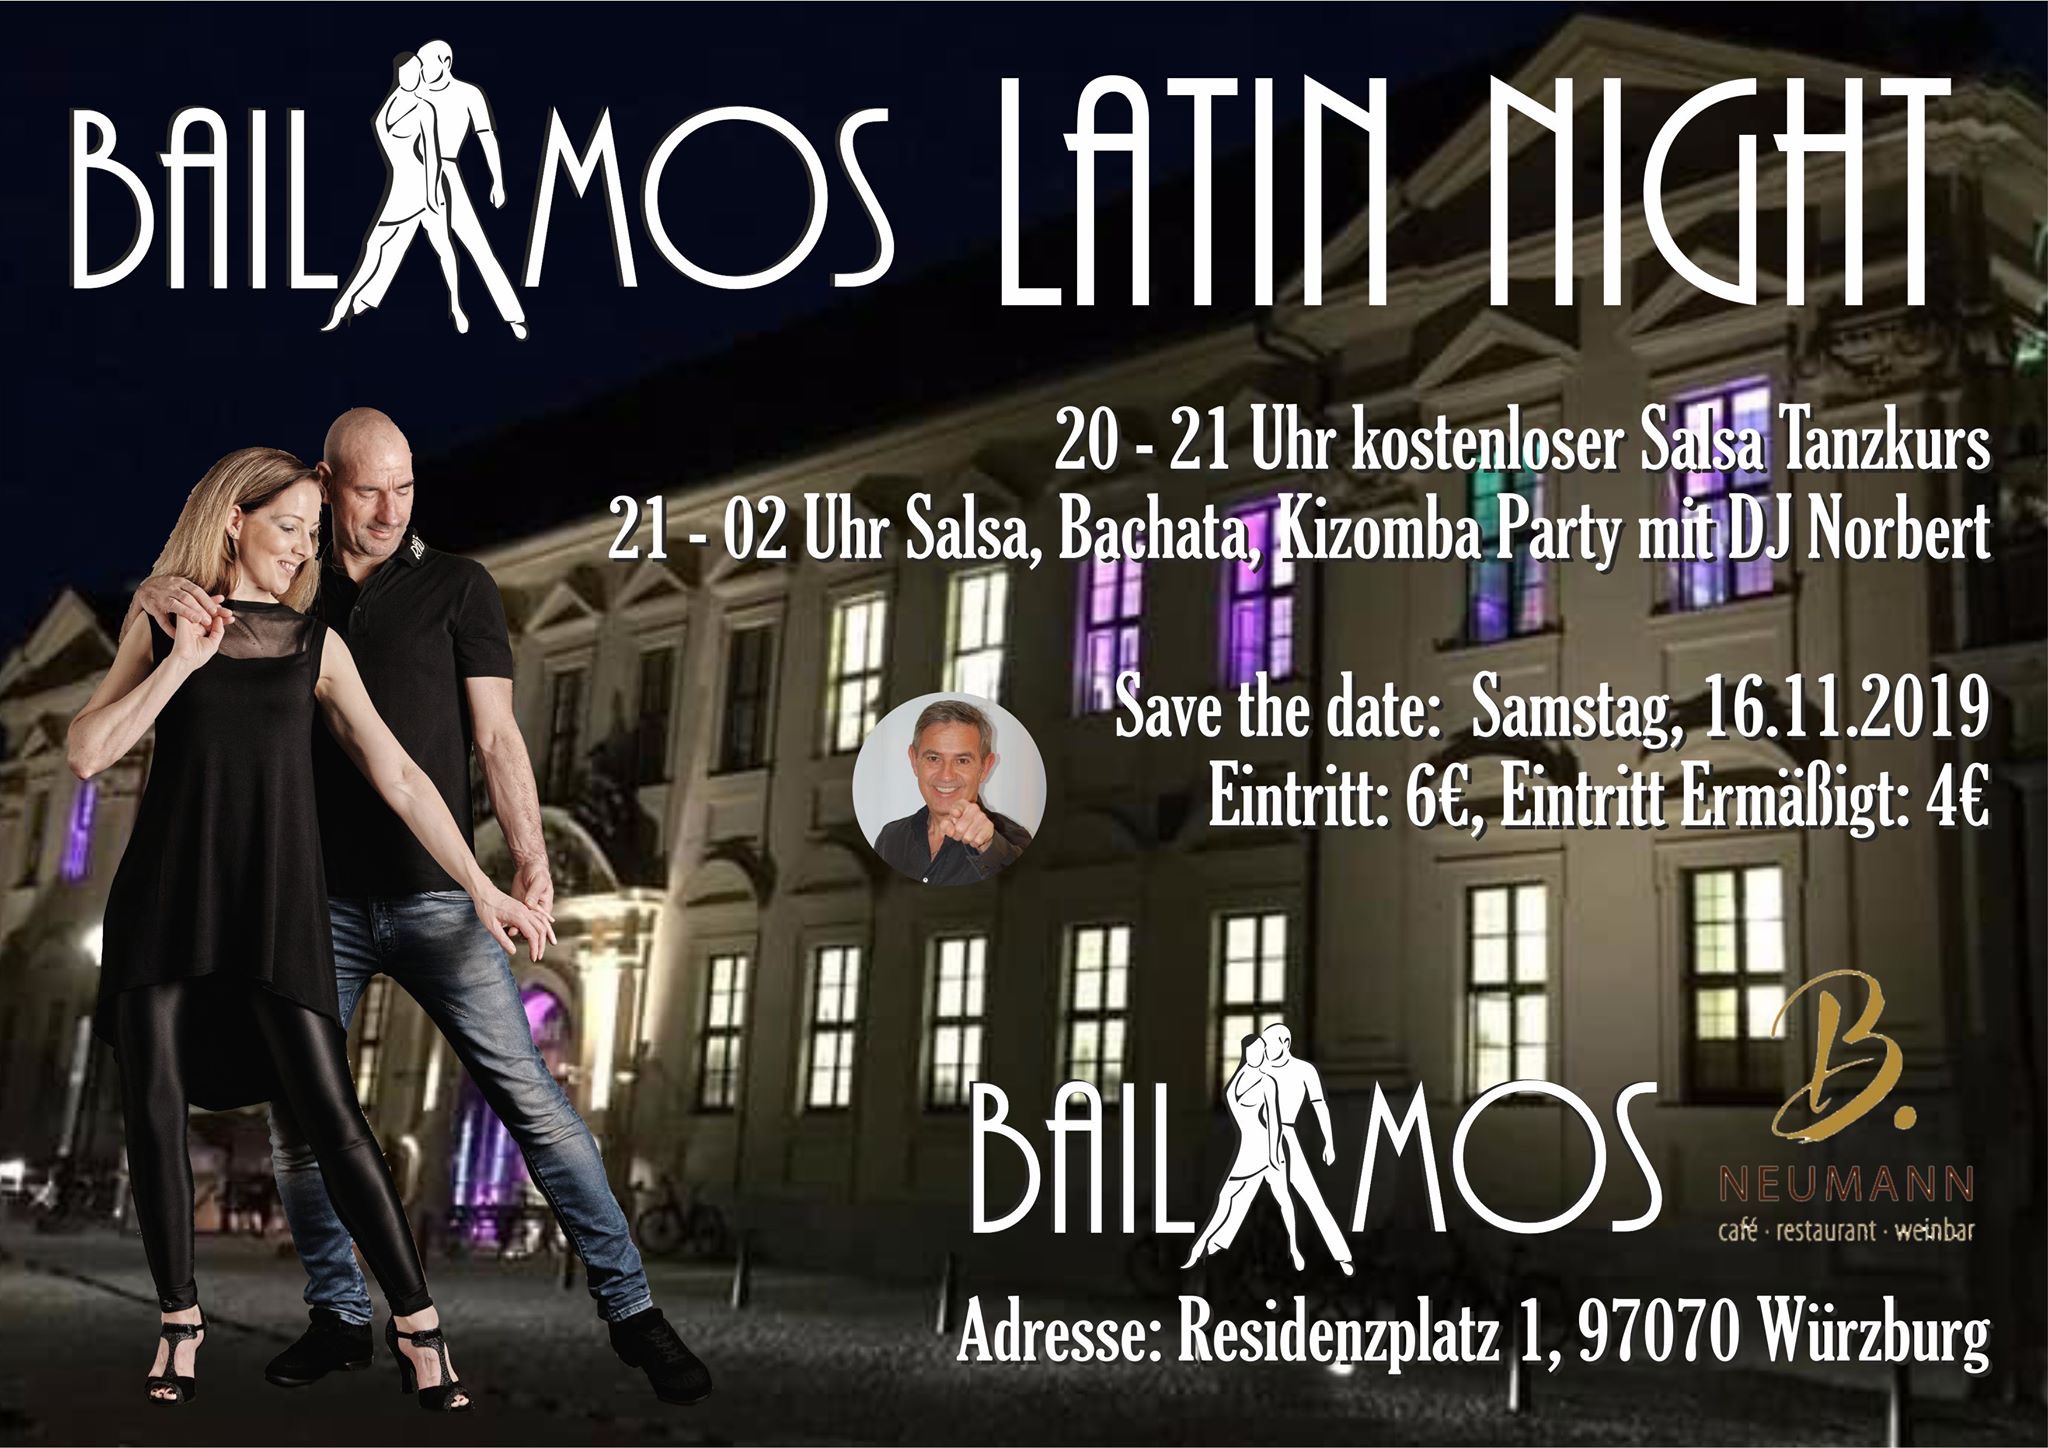 BAILAMOS LATIN NIGHT
20 - 21 Uhr kostenloser Salsa Tanzkurs
21 - 02 Uhr Salsa, Bachata, Kizomba Party mit DJ Norbert
Save the date: Samstag, 16.11.2019
Eintritt: 6€, Eintritt Ermäßigt: 4€
BAILAMOS
B.
NEUMANN
café · restaurant · weinbar
Adresse: Residenzplatz 1, 97070 Würzburg